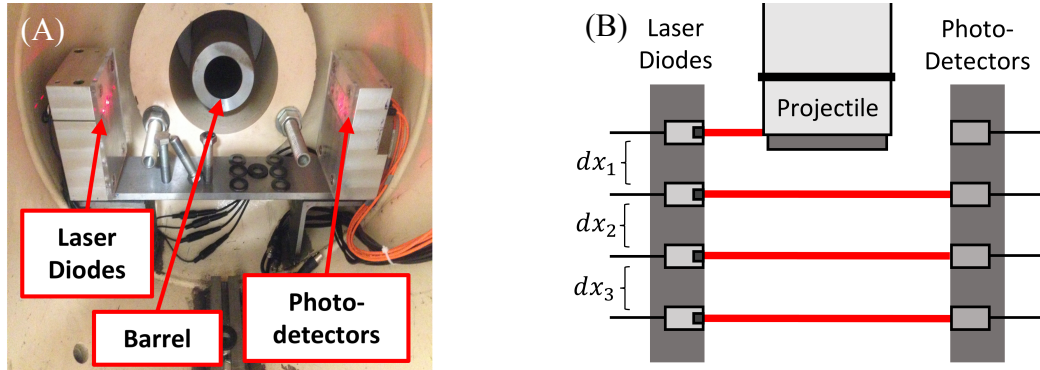 (A)
Laser
Diodes
Barrel
Photo-
detectors
(B)
Laser
Diodes
Photo-
Detectors
Projectile
dx₁
dx₂
dx₃